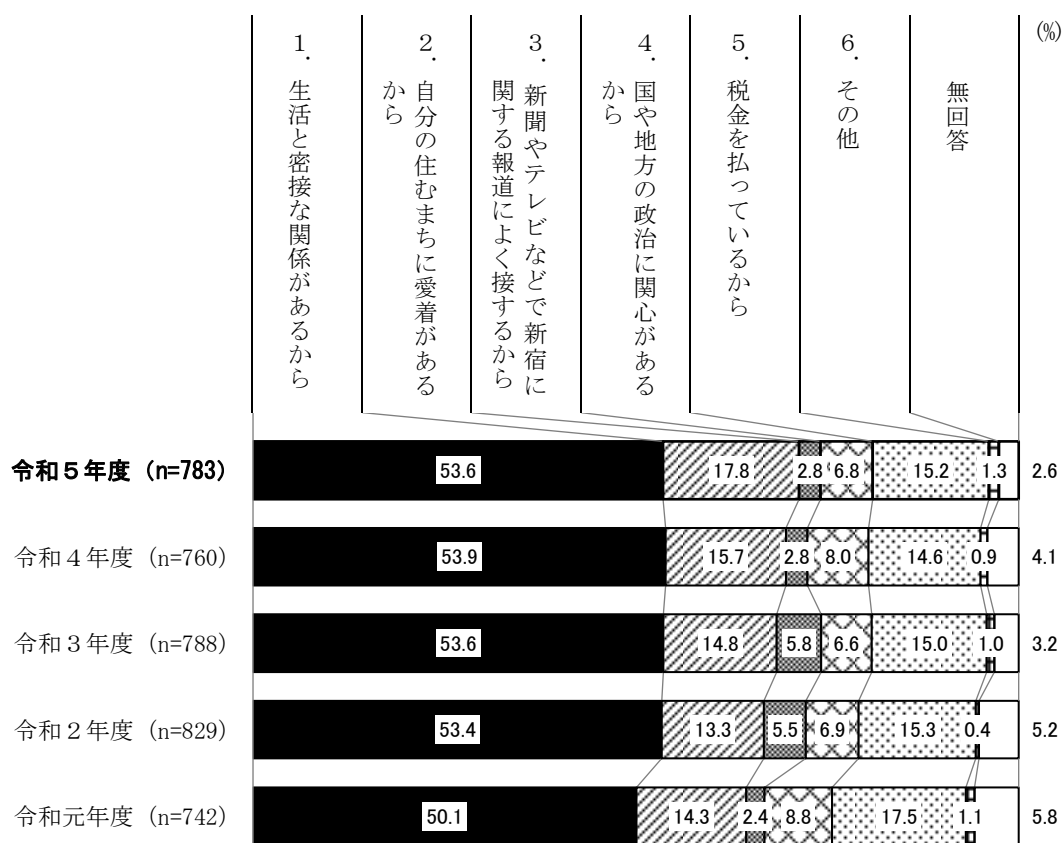 (%)
1. 生活と密接な関係があるから
2. 自分の住むまちに愛着がある
から
3. 新聞やテレビなどで新宿に
関する報道によく接するから
4. 国や地方の政治に関心がある
から
5. 税金を払っているから
6. その他
無回答
令和5年度 (n=783) 53.6 17.8 2.8 6.8 15.2 1.3 2.6
令和4年度 (n=760) 53.9 15.7 2.8 8.0 14.6 0.9 4.1
令和3年度 (n=788) 53.6 14.8 5.8 6.6 15.0 1.0 3.2
令和2年度 (n=829) 53.4 13.3 5.5 6.9 15.3 0.4 5.2
令和元年度 (n=742) 50.1 14.3 2.4 8.8 17.5 1.1 5.8